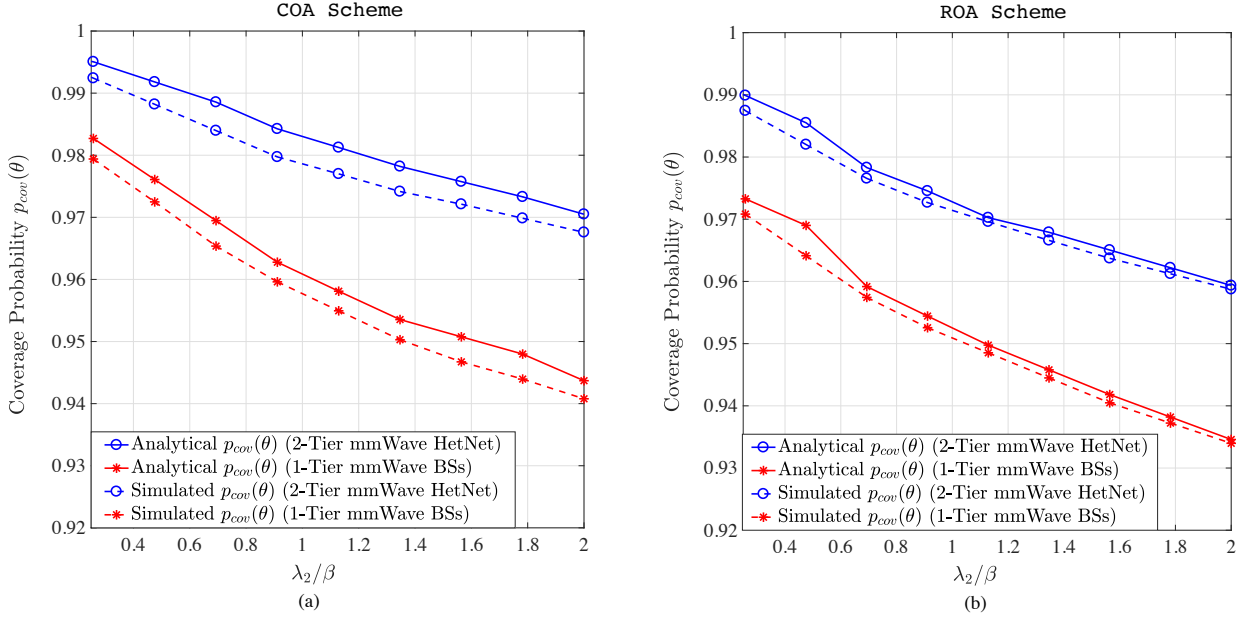 COA Scheme
1
0.99
0.98
0.97
0.96
0.95
0.94
0.93
0.92
Coverage Probability p_cov(θ)
Analytical p_cov(θ) (2-Tier mmWave HetNet)
Analytical p_cov(θ) (1-Tier mmWave BSs)
Simulated p_cov(θ) (2-Tier mmWave HetNet)
Simulated p_cov(θ) (1-Tier mmWave BSs)
0.4 0.6 0.8 1 1.2 1.4 1.6 1.8 2
λ₂/β
(a)
ROA Scheme
1
0.99
0.98
0.97
0.96
0.95
0.94
0.93
0.92
Coverage Probability p_cov(θ)
Analytical p_cov(θ) (2-Tier mmWave HetNet)
Analytical p_cov(θ) (1-Tier mmWave BSs)
Simulated p_cov(θ) (2-Tier mmWave HetNet)
Simulated p_cov(θ) (1-Tier mmWave BSs)
0.4 0.6 0.8 1 1.2 1.4 1.6 1.8 2
λ₂/β
(b)